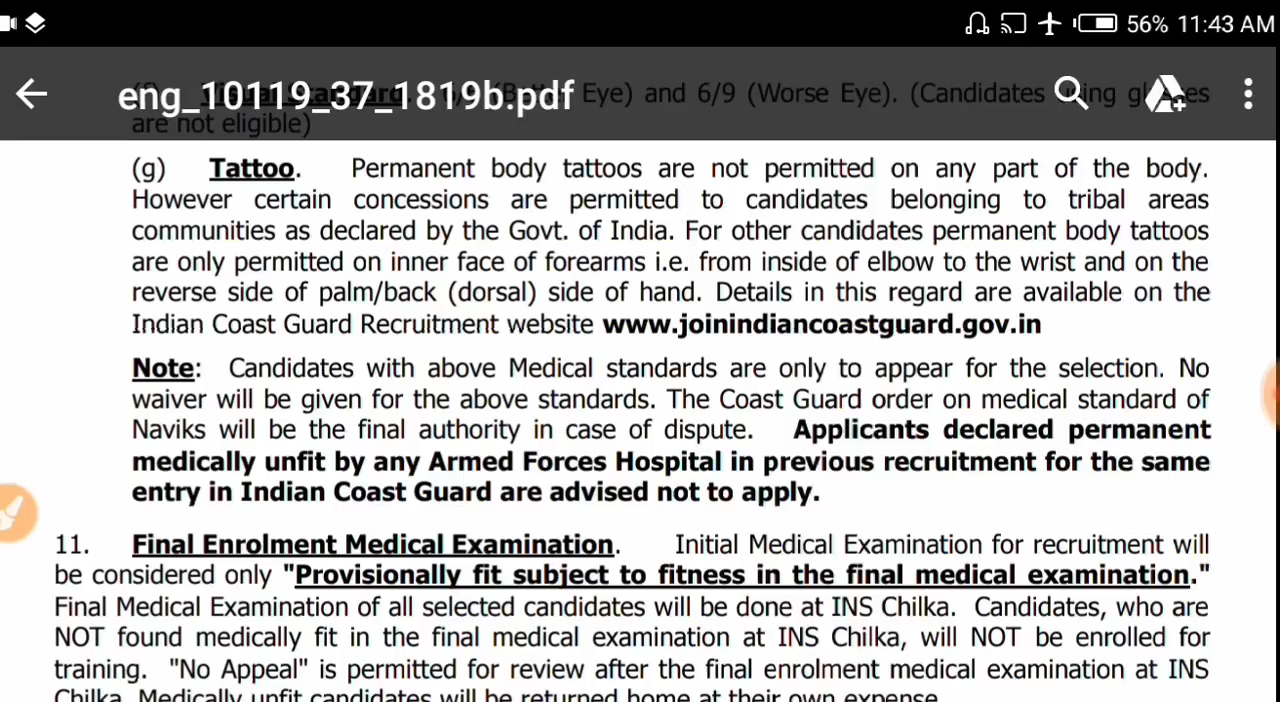 56% 11:43 AM
eng_10119_37_1819b.pdf
Eye) and 6/9 (Worse Eye). (Candidates
are not eligible)
(g) Tattoo. Permanent body tattoos are not permitted on any part of the body.
However certain concessions are permitted to candidates belonging to tribal areas
communities as declared by the Govt. of India. For other candidates permanent body tattoos
are only permitted on inner face of forearms i.e. from inside of elbow to the wrist and on the
reverse side of palm/back (dorsal) side of hand. Details in this regard are available on the
Indian Coast Guard Recruitment website www.joinindiancoastguard.gov.in
Note: Candidates with above Medical standards are only to appear for the selection. No
waiver will be given for the above standards. The Coast Guard order on medical standard of
Naviks will be the final authority in case of dispute. Applicants declared permanent
medically unfit by any Armed Forces Hospital in previous recruitment for the same
entry in Indian Coast Guard are advised not to apply.
11. Final Enrolment Medical Examination. Initial Medical Examination for recruitment will
be considered only "Provisionally fit subject to fitness in the final medical examination."
Final Medical Examination of all selected candidates will be done at INS Chilka. Candidates, who are
NOT found medically fit in the final medical examination at INS Chilka, will NOT be enrolled for
training. "No Appeal" is permitted for review after the final enrolment medical examination at INS
Chilka. Medically unfit candidates will be returned home at their own expense.